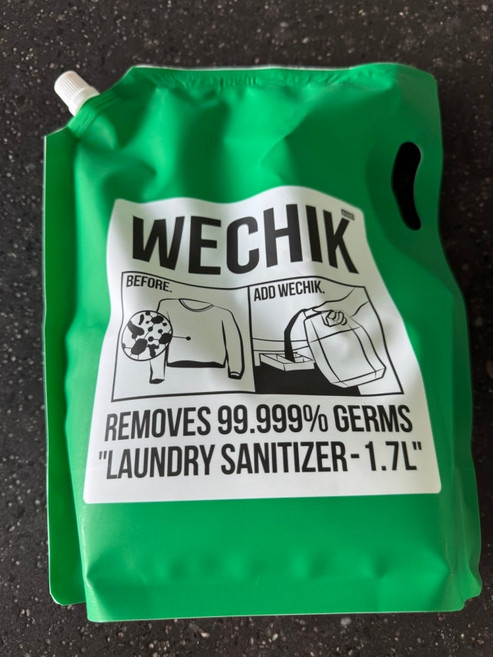 WECHIK
BEFORE.
ADD WECHIK.
REMOVES 99.999% GERMS
"LAUNDRY SANITIZER - 1.7L"